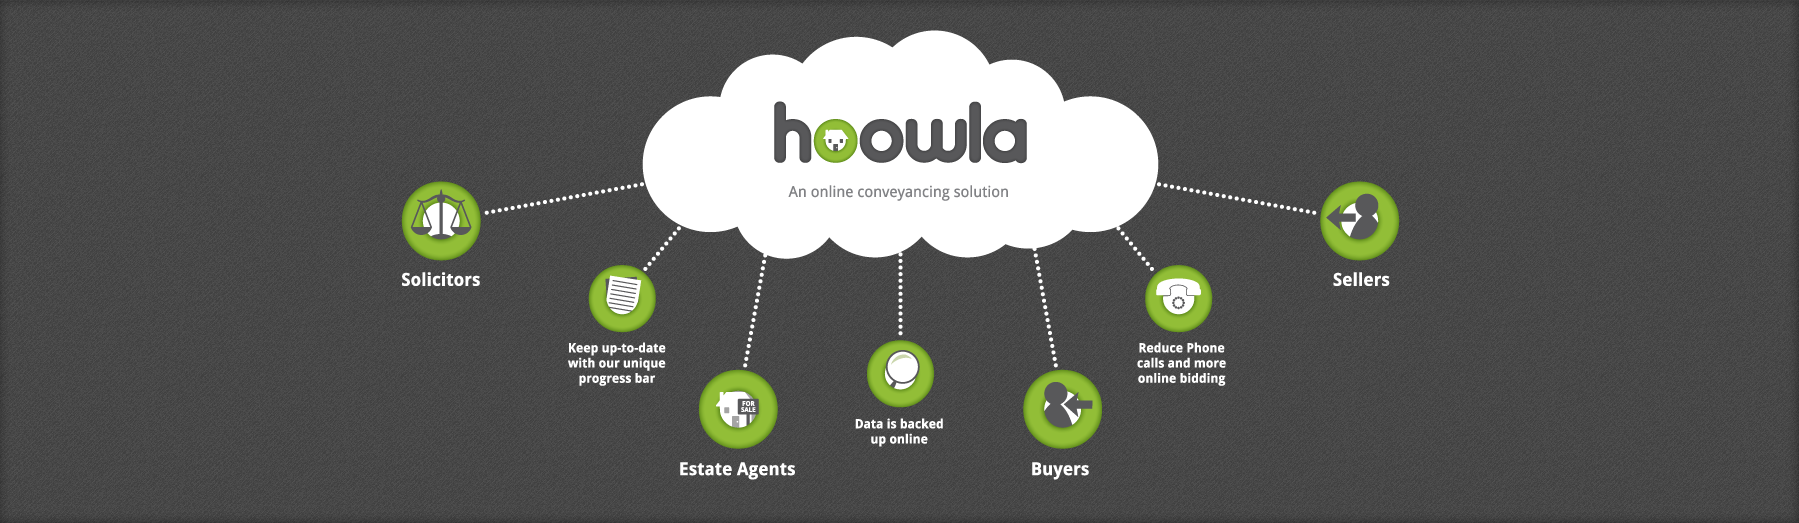 hoowla
An online conveyancing solution
Solicitors
Keep up-to-date
with our unique
progress bar
FOR
SALE
Estate Agents
Data is backed
up online
Buyers
Reduce Phone
calls and more
online bidding
Sellers